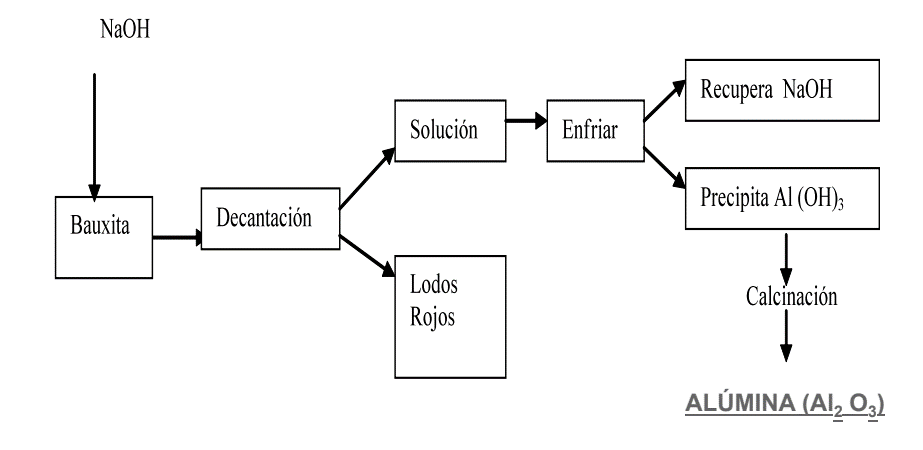 NaOH
Bauxita
Decantación
Solución
Lodos
Rojos
Enfriar
Recupera NaOH
Precipita Al (OH)₃
Calcinación
ALÚMINA (Al₂ O₃)